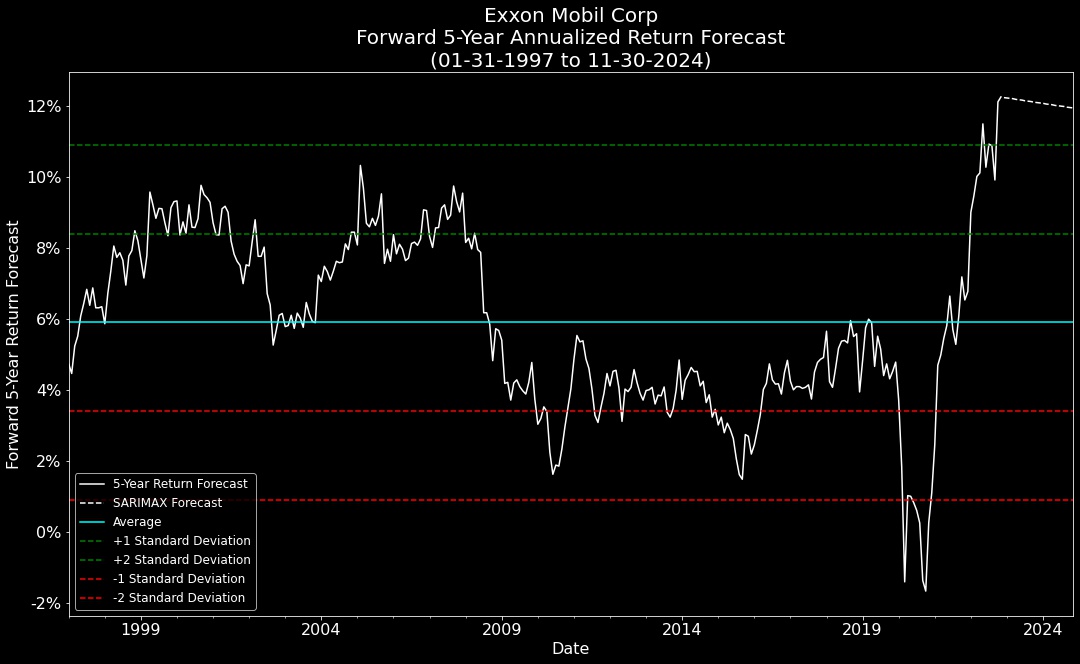 Exxon Mobil Corp
Forward 5-Year Annualized Return Forecast
(01-31-1997 to 11-30-2024)
Forward 5-Year Return Forecast
12%
10%
8%
6%
4%
2%
0%
-2%
5-Year Return Forecast
SARIMAX Forecast
Average
+1 Standard Deviation
+2 Standard Deviation
-1 Standard Deviation
-2 Standard Deviation
1999
2004
2009
2014
2019
2024
Date